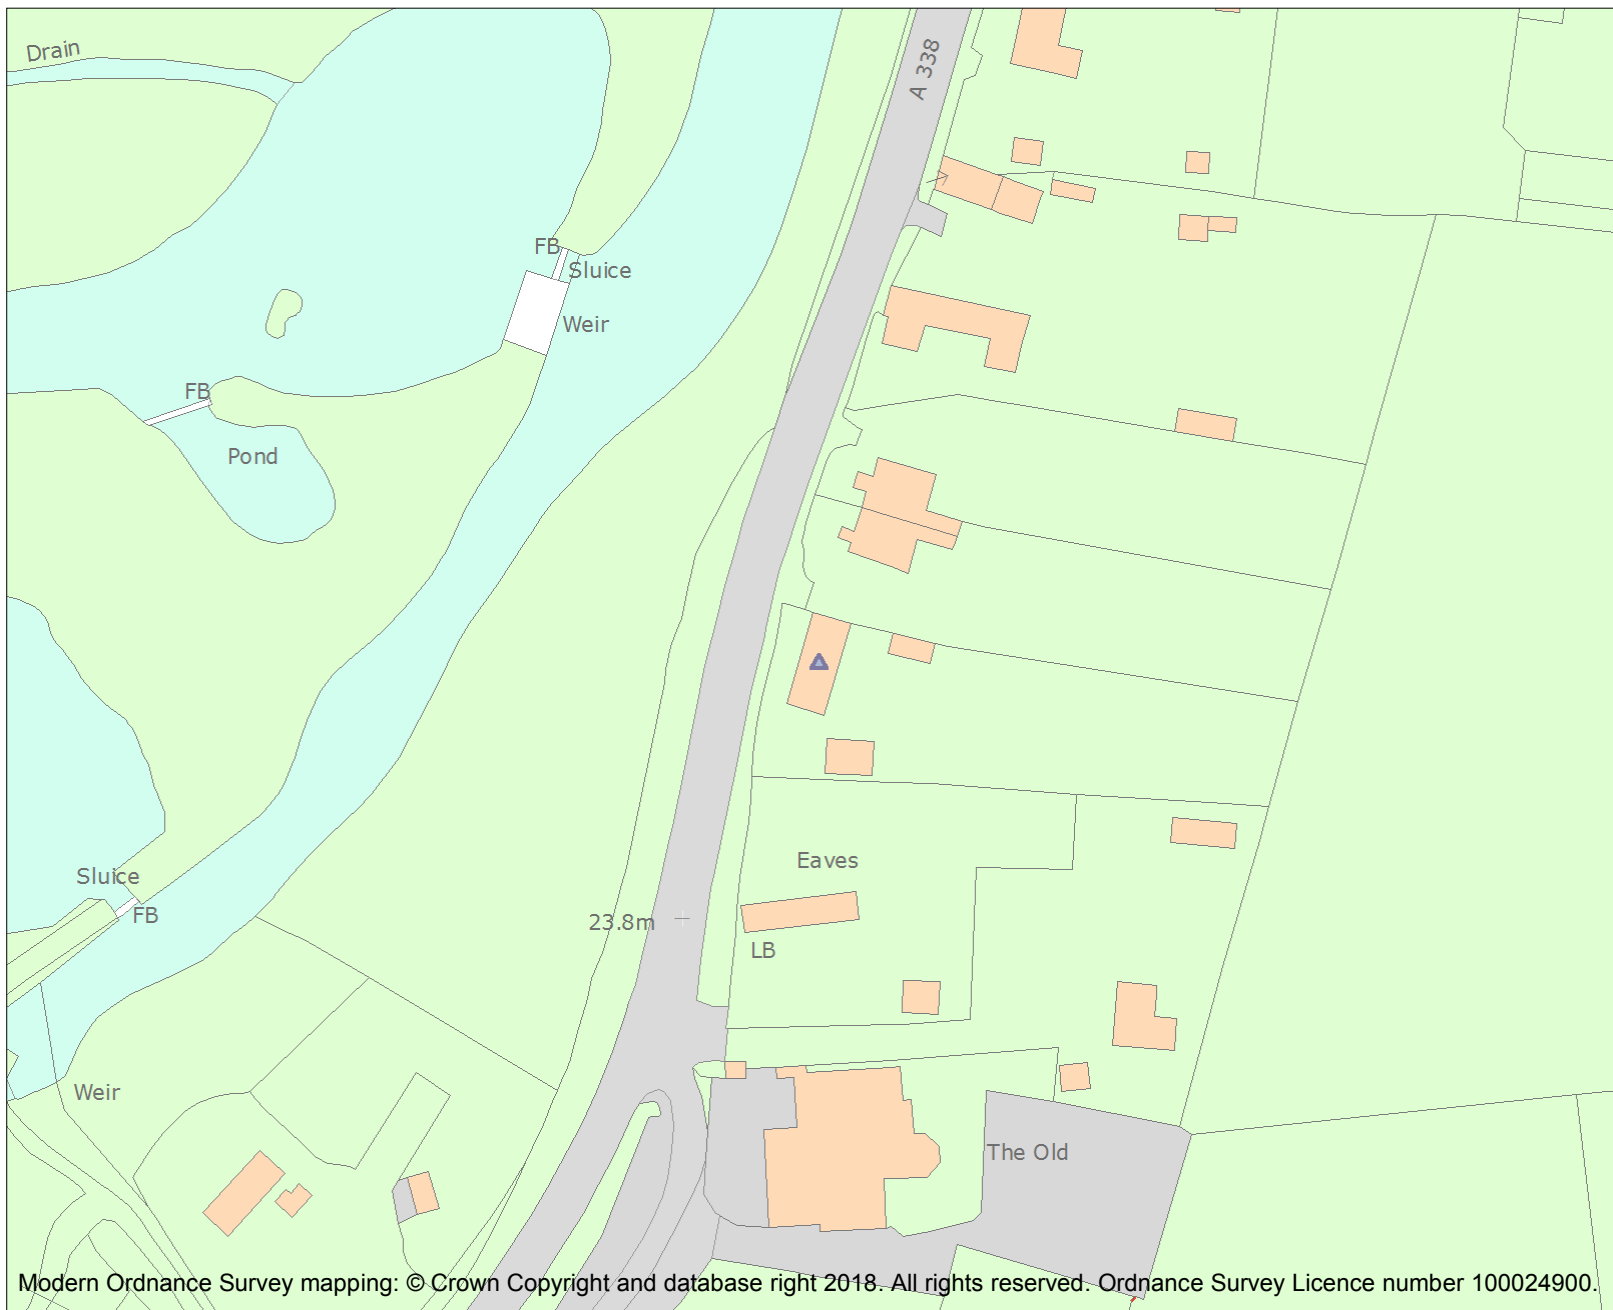 Drain
A 338
FB
Sluice
Weir
FB
Pond
Eaves
Sluice
FB
23.8m
LB
Weir
The Old
Modern Ordnance Survey mapping: © Crown Copyright and database right 2018. All rights reserved. Ordnance Survey Licence number 100024900.